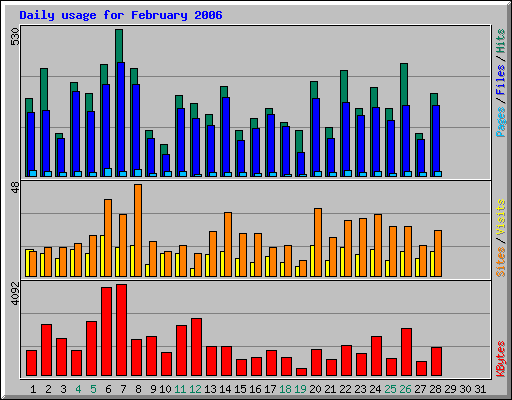 Daily usage for February 2006
530
48
4092
Pages / Files / Hits
Sites / Visits
KBytes
1 2 3 4 5 6 7 8 9 10 11 12 13 14 15 16 17 18 19 20 21 22 23 24 25 26 27 28 29 30 31